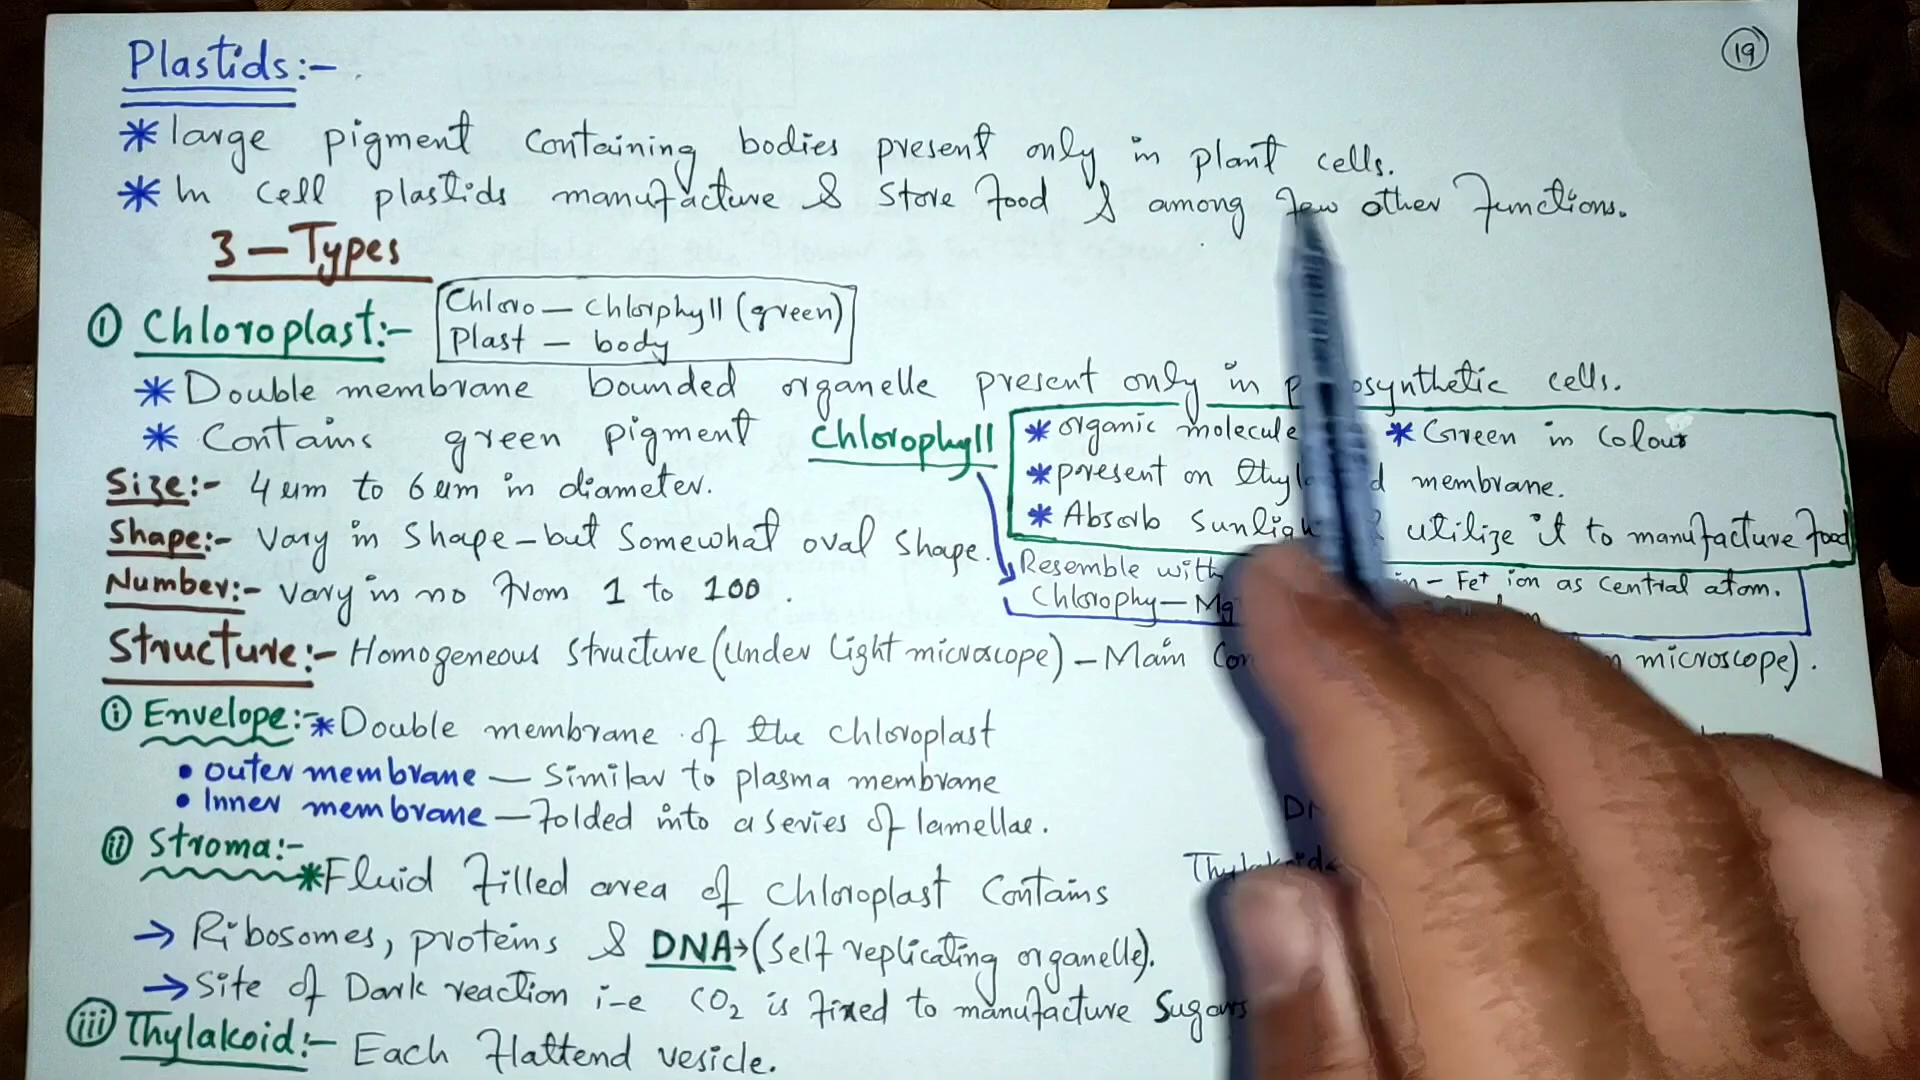 19
Plastids:-
* large pigment containing bodies present only in plant cells.
* In cell plastids manufacture & store food & among few other functions.
3 - Types
① Chloroplast:-
Chloro — chlorphyll (green)
Plast — body
* Double membrane bounded organelle present only in
cells.
* Contains green pigment Chlorophyll
* organic molecule * Green in Colour
* present on membrane.
* Absorb utilize it to manufacture food
Size:- 4 um to 6 um in diameter.
Shape:- Vary in shape - but somewhat oval shape.
Resemble with - Fe+ ion as central atom.
Chlorophy — Mg
Number:- Vary in no from 1 to 100.
Structure:- Homogeneous structure (Under light microscope) - Main microscope).
i Envelope:- * Double membrane of the chloroplast
• outer membrane — Similar to plasma membrane
• Inner membrane — Folded into a series of lamellae.
ii Stroma:-
* Fluid filled area of chloroplast contains
→ Ribosomes, proteins & DNA → (self replicating organelle).
→ Site of Dark reaction i-e CO2 is fixed to manufacture sugars
iii Thylakoid:- Each flattend vesicle.